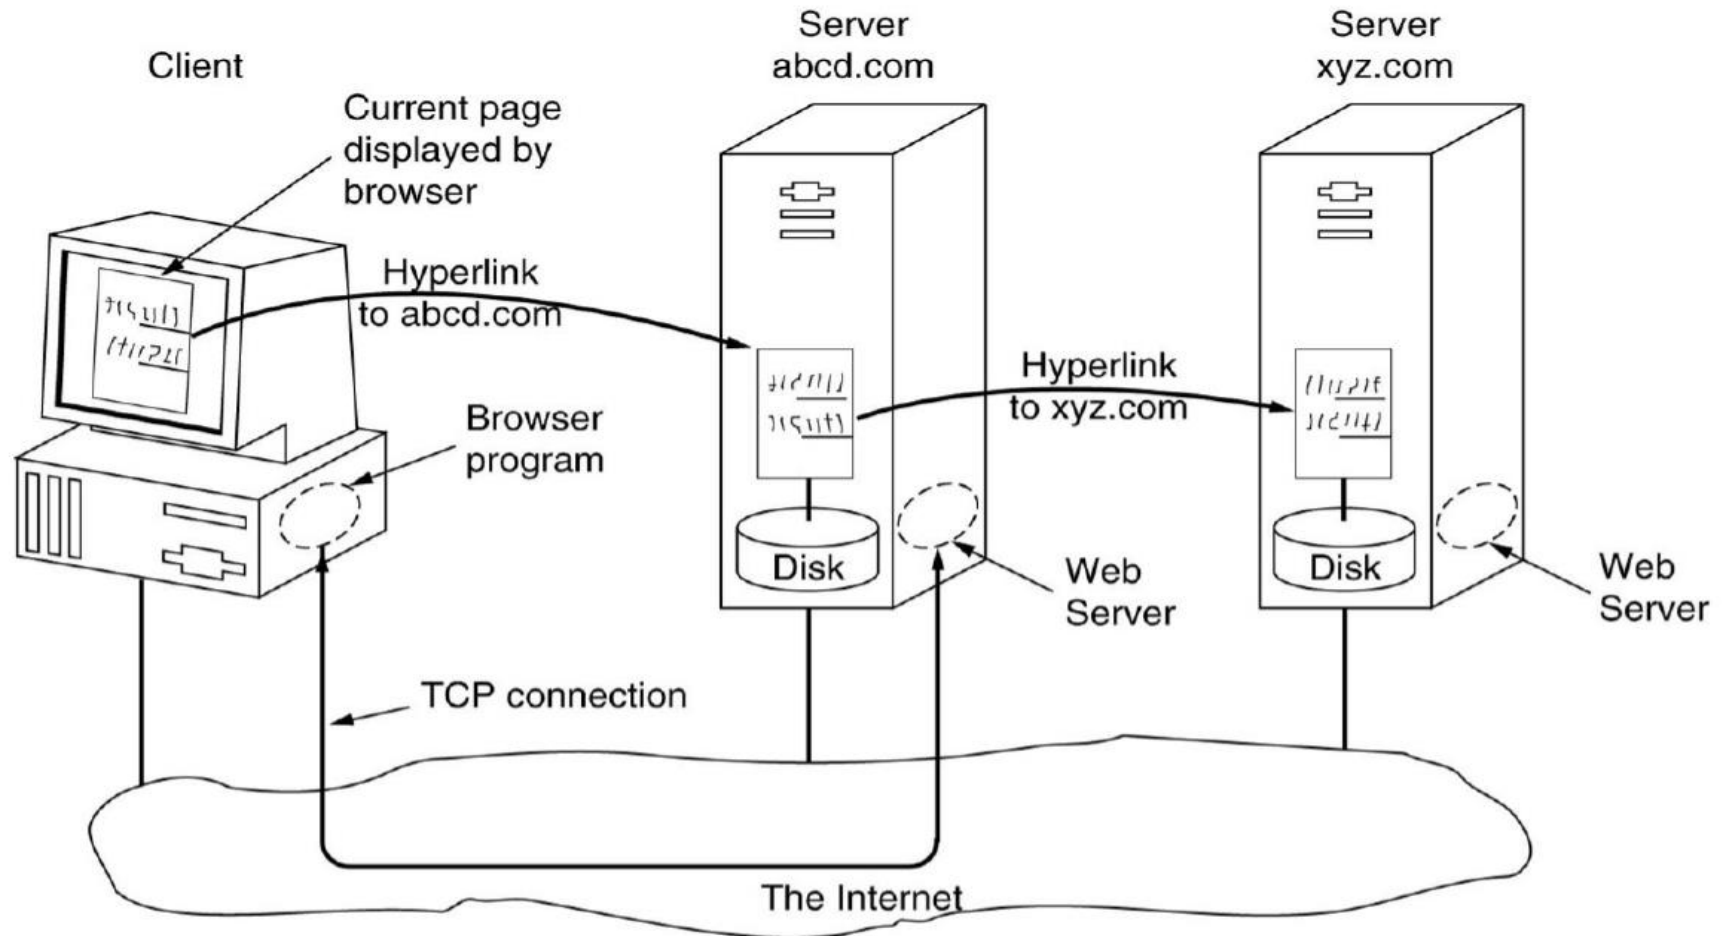 Client
Server
abcd.com
Server
xyz.com
Current page
displayed by
browser
Hyperlink
to abcd.com
Hyperlink
to xyz.com
Browser
program
Disk
Web
Server
Disk
Web
Server
TCP connection
The Internet